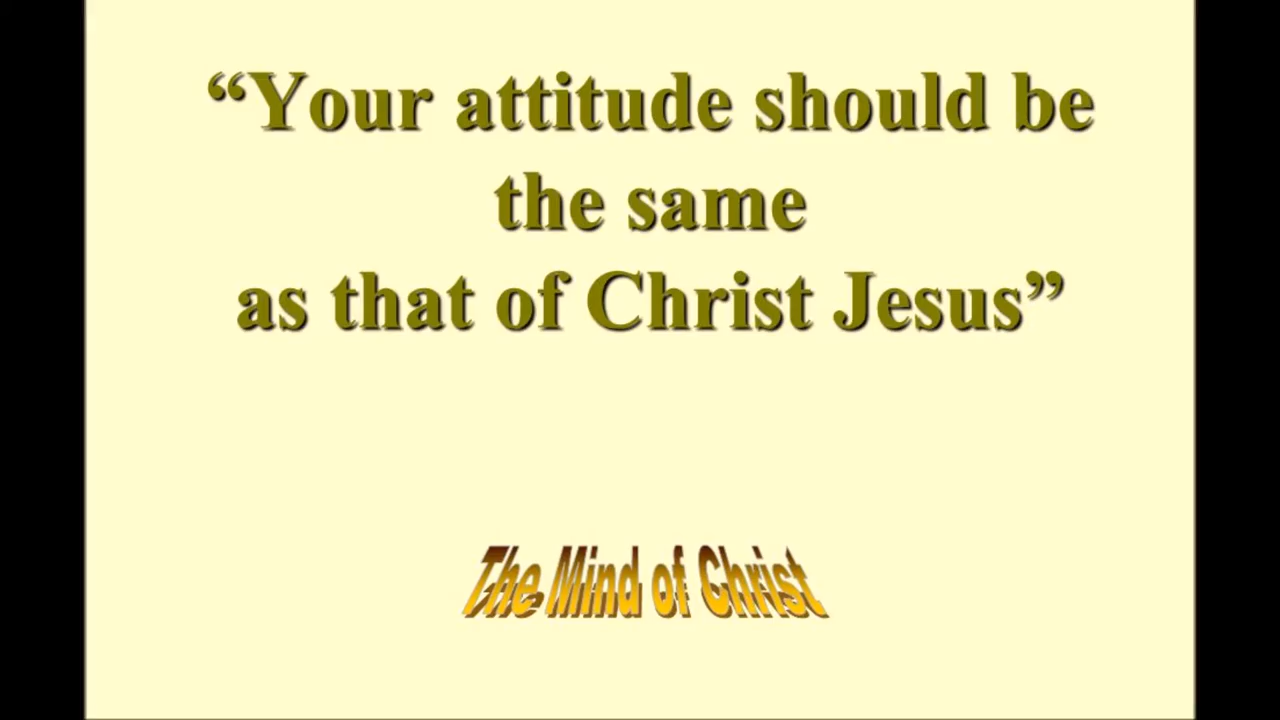 “Your attitude should be
the same
as that of Christ Jesus”
The Mind of Christ